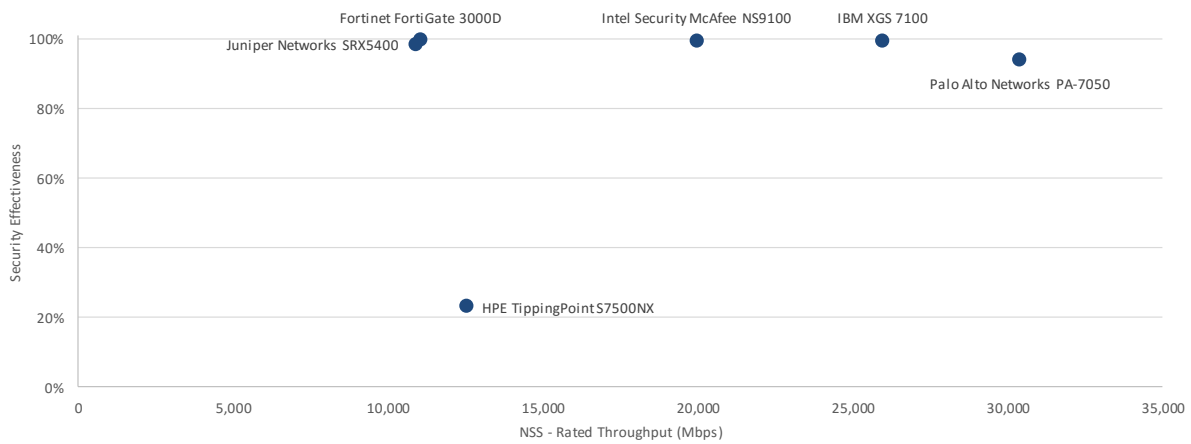 Fortinet FortiGate 3000D
Intel Security McAfee NS9100
IBM XGS 7100
100%
Juniper Networks SRX5400
Palo Alto Networks PA-7050
80%
Security Effectiveness
60%
40%
HPE TippingPoint S7500NX
20%
0%
0 5,000 10,000 15,000 20,000 25,000 30,000 35,000
NSS - Rated Throughput (Mbps)